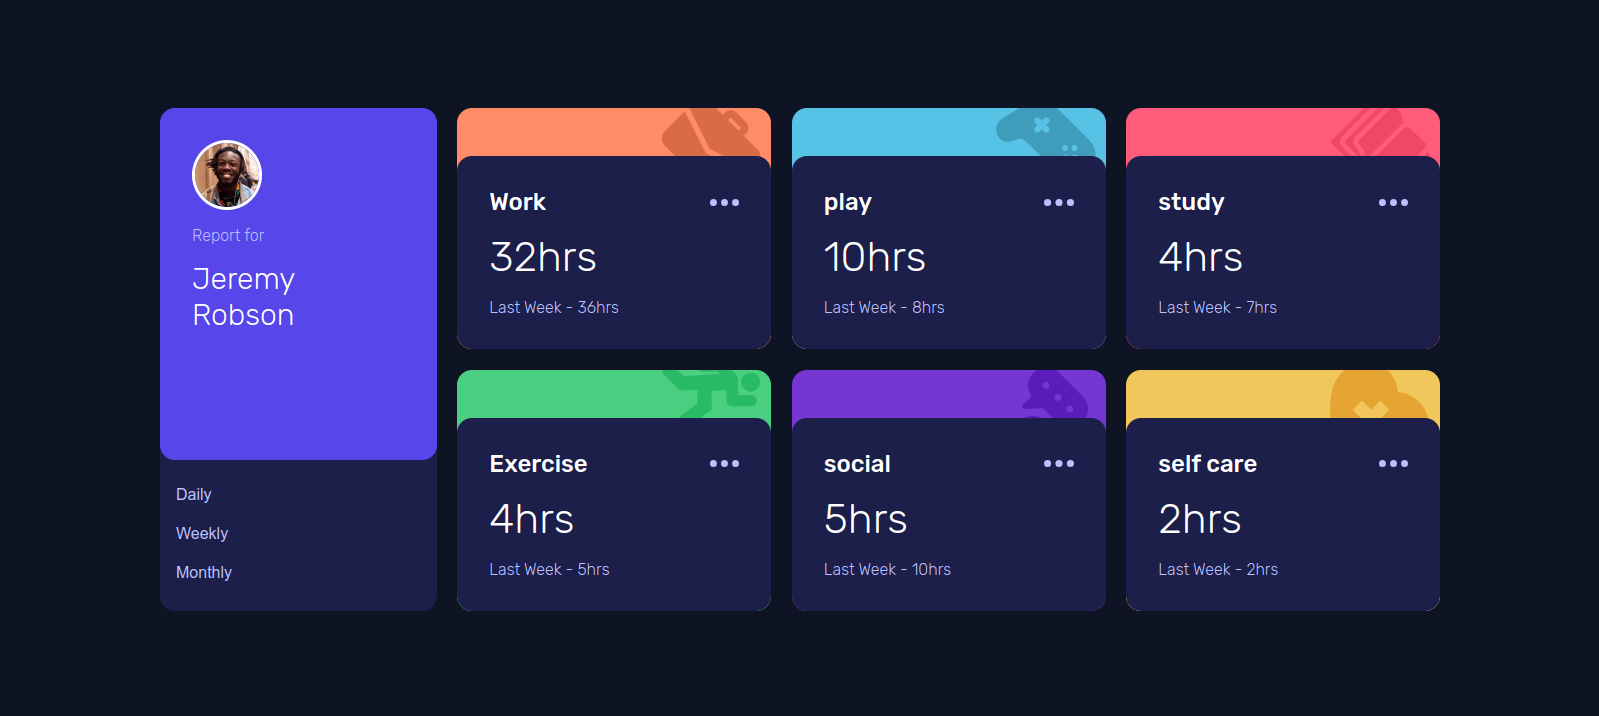 Report for
Jeremy
Robson
Daily
Weekly
Monthly
Work
32hrs
Last Week - 36hrs
play
10hrs
Last Week - 8hrs
study
4hrs
Last Week - 7hrs
Exercise
4hrs
Last Week - 5hrs
social
5hrs
Last Week - 10hrs
self care
2hrs
Last Week - 2hrs